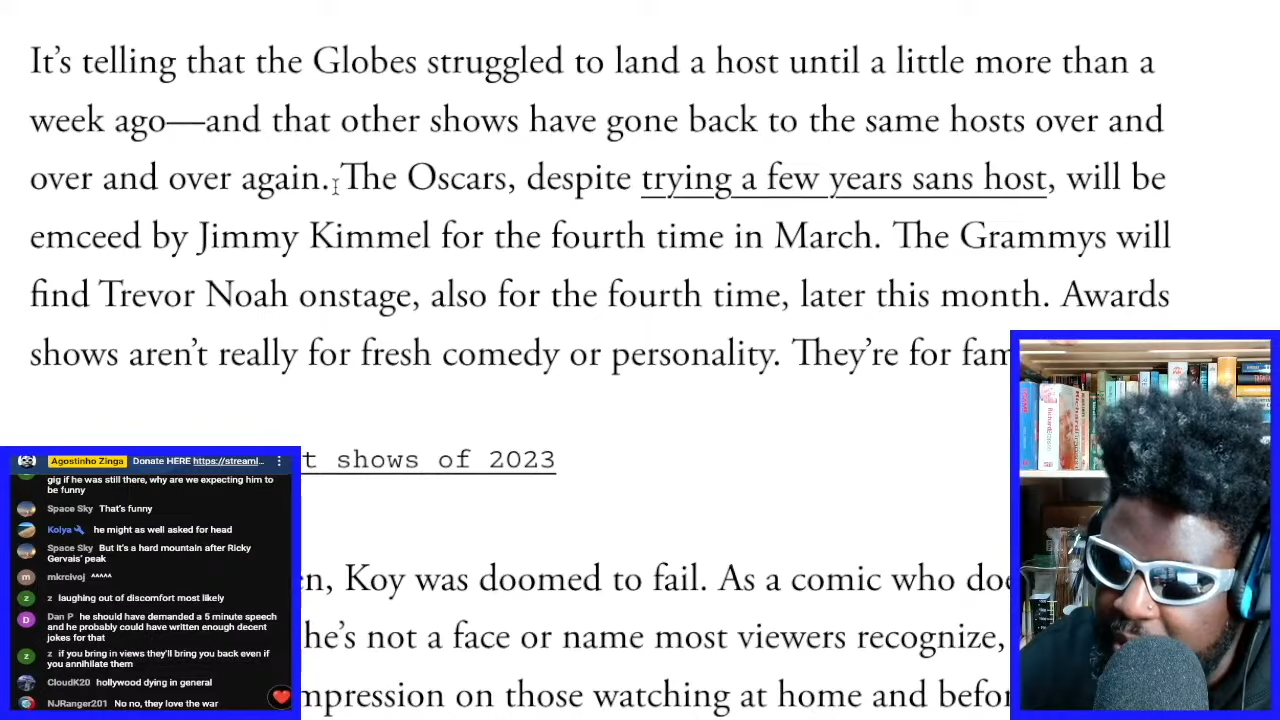 It’s telling that the Globes struggled to land a host until a little more than a
week ago—and that other shows have gone back to the same hosts over and
over and over again. The Oscars, despite trying a few years sans host, will be
emceed by Jimmy Kimmel for the fourth time in March. The Grammys will
find Trevor Noah onstage, also for the fourth time, later this month. Awards
shows aren’t really for fresh comedy or personality. They’re for fam
t shows of 2023
en, Koy was doomed to fail. As a comic who doe
he’s not a face or name most viewers recognize,
mpression on those watching at home and befor
Agostinho Zinga Donate HERE https://streaml...
gig if he was still there, why are we expecting him to
be funny
Space Sky That's funny
Kolya he might as well asked for head
Space Sky But it's a hard mountain after Ricky
Gervais' peak
mkrcivoj ^^^^^
z laughing out of discomfort most likely
Dan P he should have demanded a 5 minute speech
and he probably could have written enough decent
jokes for that
z if you bring in views they'll bring you back even if
you annihilate them
CloudK20 hollywood dying in general
NJRanger201 No no, they love the war